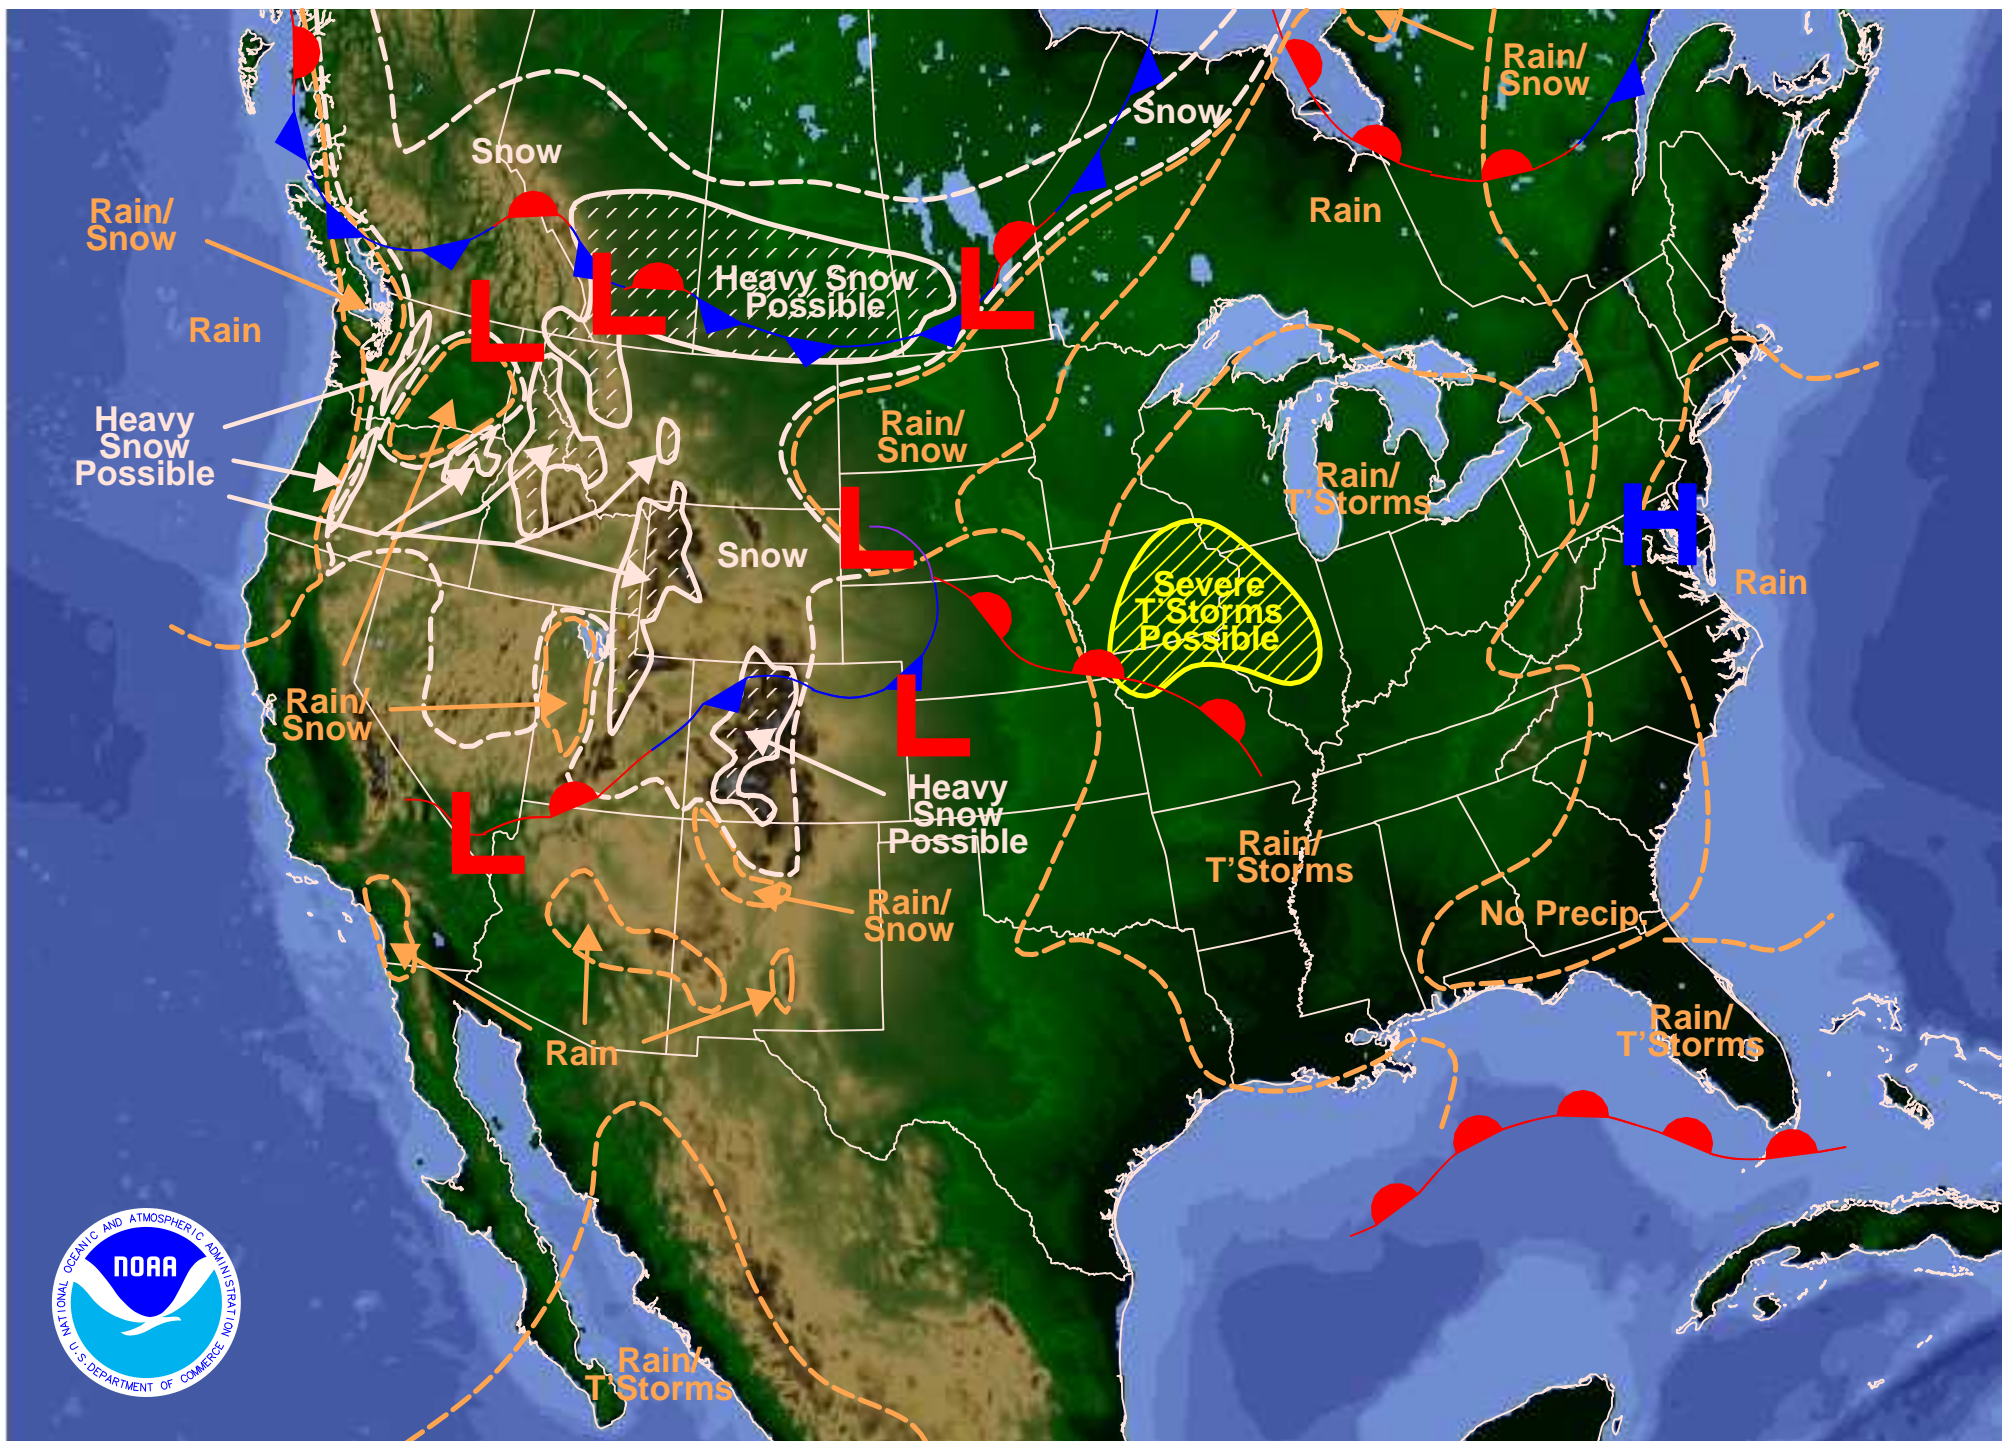 Rain/
Snow
Snow
Snow
Rain/
Snow
Rain
Heavy Snow
Possible
L
L
L
Rain
Heavy
Snow
Possible
Rain/
Snow
Rain/
T'Storms
L
H
Snow
Severe
T'Storms
Possible
Rain
Rain/
Snow
L
Heavy
Snow
Possible
L
Rain/
T'Storms
Rain/
Snow
No Precip.
Rain/
T'Storms
Rain
NATIONAL OCEANIC AND ATMOSPHERIC ADMINISTRATION
NOAA
U.S. DEPARTMENT OF COMMERCE
Rain/
T'Storms